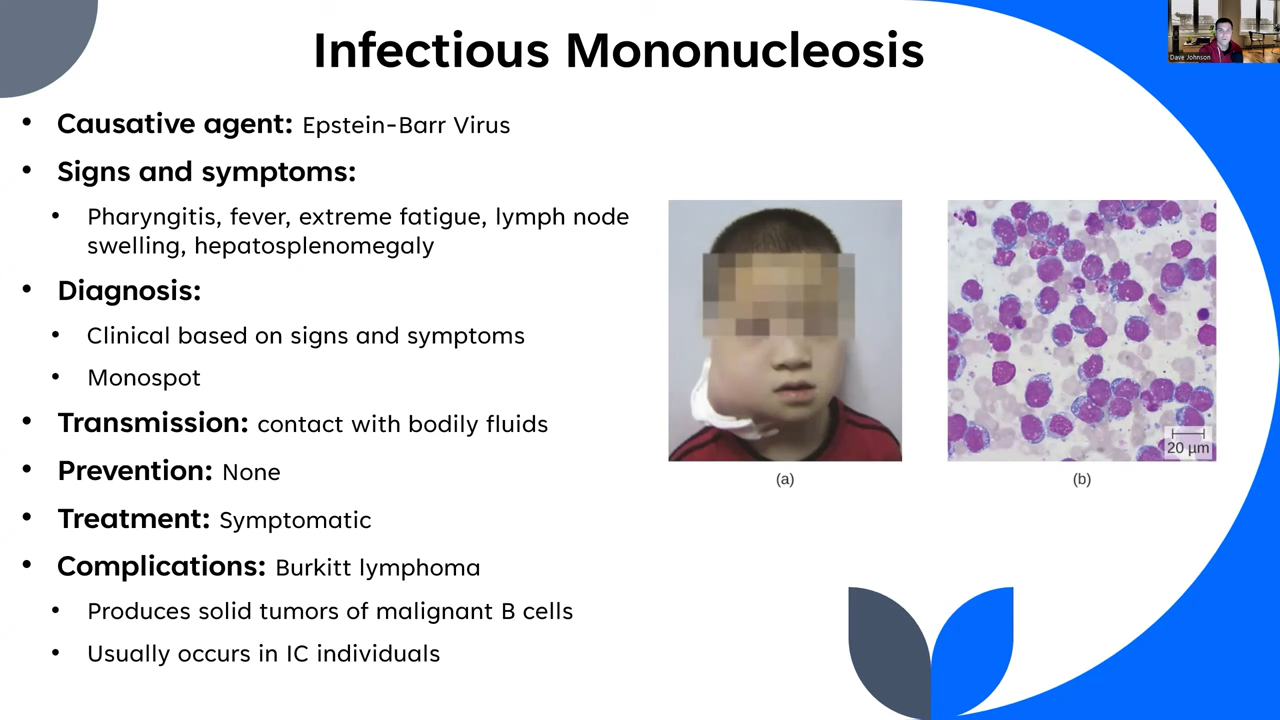 Infectious Mononucleosis
Dave Johnson
• Causative agent: Epstein-Barr Virus
• Signs and symptoms:
• Pharyngitis, fever, extreme fatigue, lymph node
swelling, hepatosplenomegaly
• Diagnosis:
• Clinical based on signs and symptoms
• Monospot
• Transmission: contact with bodily fluids
• Prevention: None
• Treatment: Symptomatic
• Complications: Burkitt lymphoma
• Produces solid tumors of malignant B cells
• Usually occurs in IC individuals
20 µm
(a)
(b)